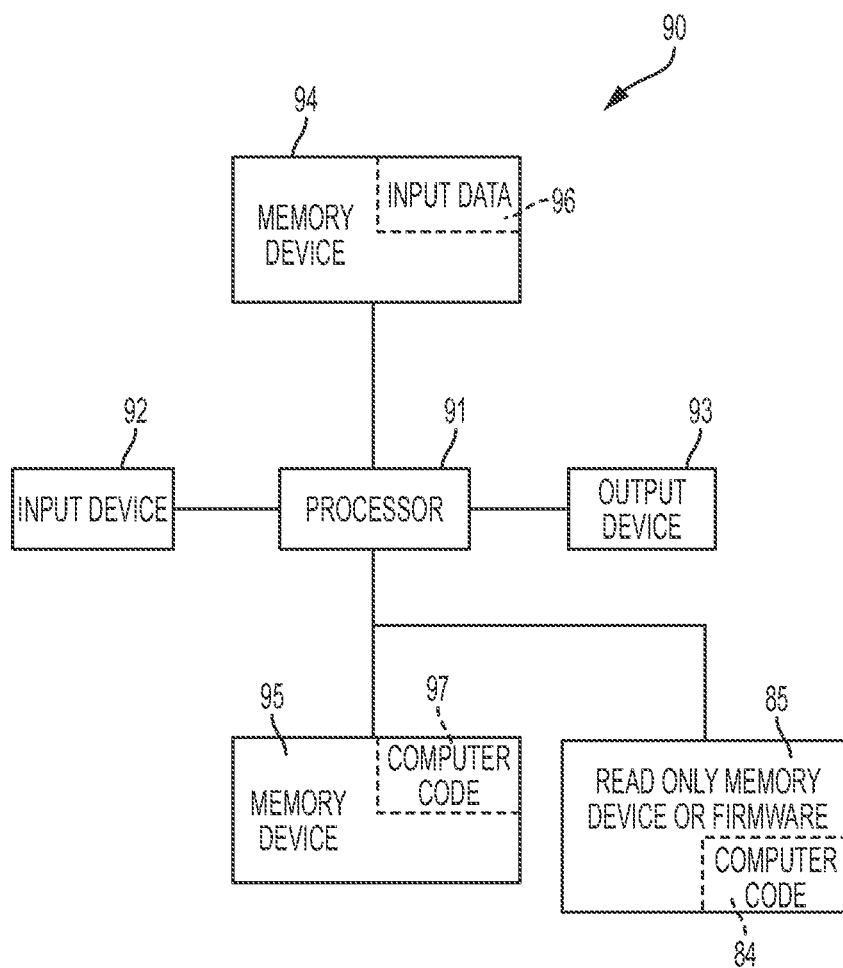 90
94
INPUT DATA
96
MEMORY
DEVICE
92
91
93
INPUT DEVICE
PROCESSOR
OUTPUT
DEVICE
95
97
85
COMPUTER
CODE
MEMORY
DEVICE
READ ONLY MEMORY
DEVICE OR FIRMWARE
COMPUTER
CODE
84